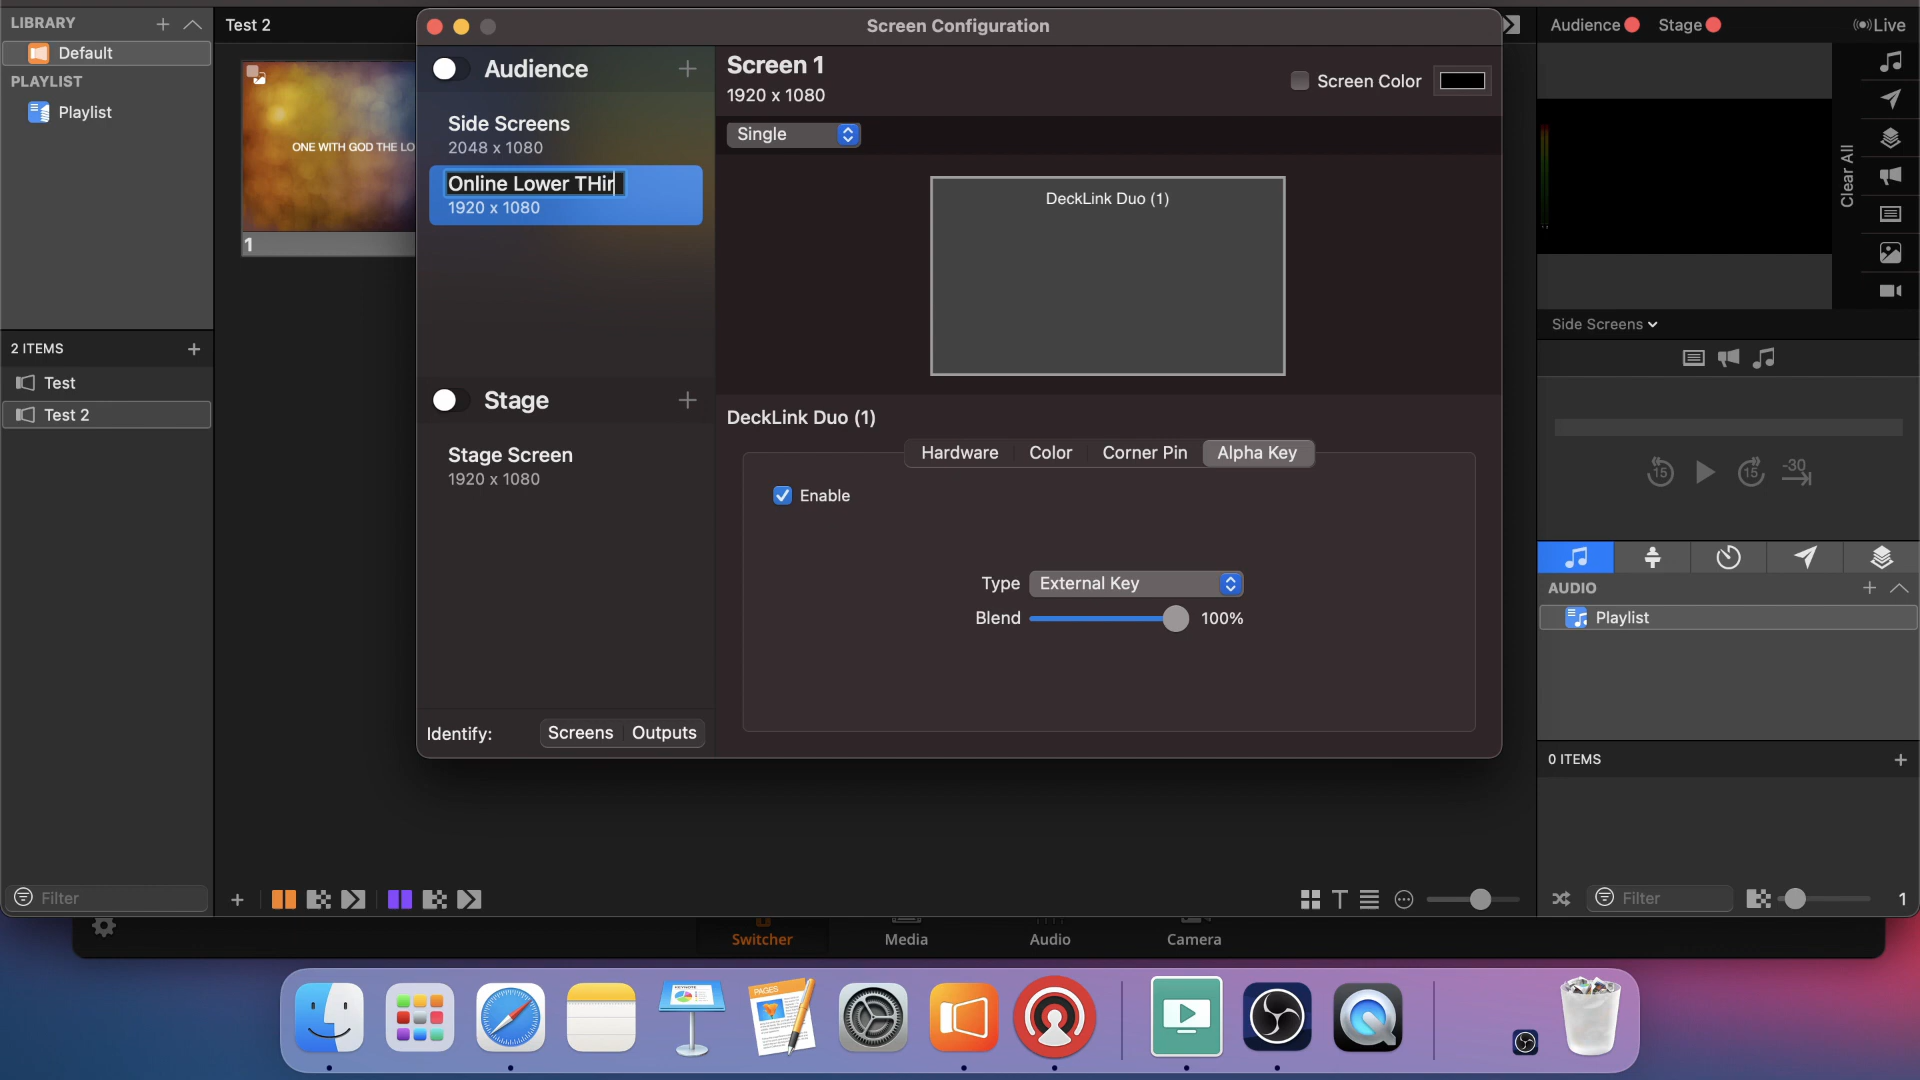 LIBRARY
Default
PLAYLIST
Playlist
2 ITEMS
Test
Test 2
Filter
Test 2
ONE WITH GOD THE LO
1
Screen Configuration
Audience
Side Screens
2048 x 1080
Online Lower THir
1920 x 1080
Stage
Stage Screen
1920 x 1080
Identify:
Screens
Outputs
Screen 1
1920 x 1080
Screen Color
Single
DeckLink Duo (1)
DeckLink Duo (1)
Hardware
Color
Corner Pin
Alpha Key
Enable
Type
External Key
Blend
100%
Audience
Stage
Live
Clear All
Side Screens
15
15
-30
AUDIO
Playlist
0 ITEMS
Filter
1
Switcher
Media
Audio
Camera
KEYNOTE
PAGES